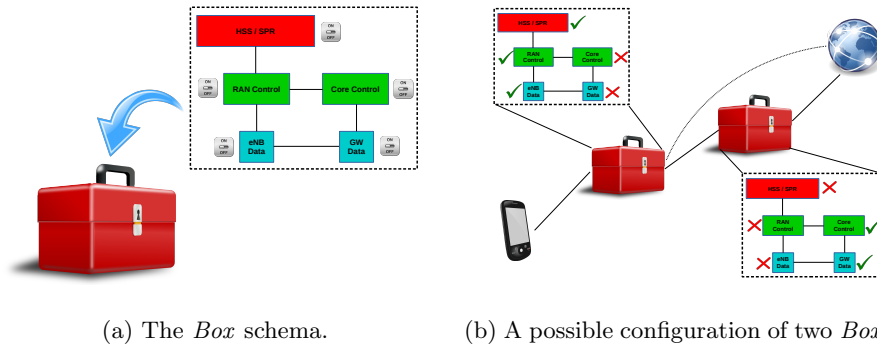 HSS / SPR
ON
OFF
ON
OFF
RAN Control
Core Control
ON
OFF
ON
OFF
eNB
Data
GW
Data
ON
OFF
(a) The Box schema.
HSS / SPR
RAN
Control
Core
Control
eNB
Data
GW
Data
HSS / SPR
RAN
Control
Core
Control
eNB
Data
GW
Data
(b) A possible configuration of two Box